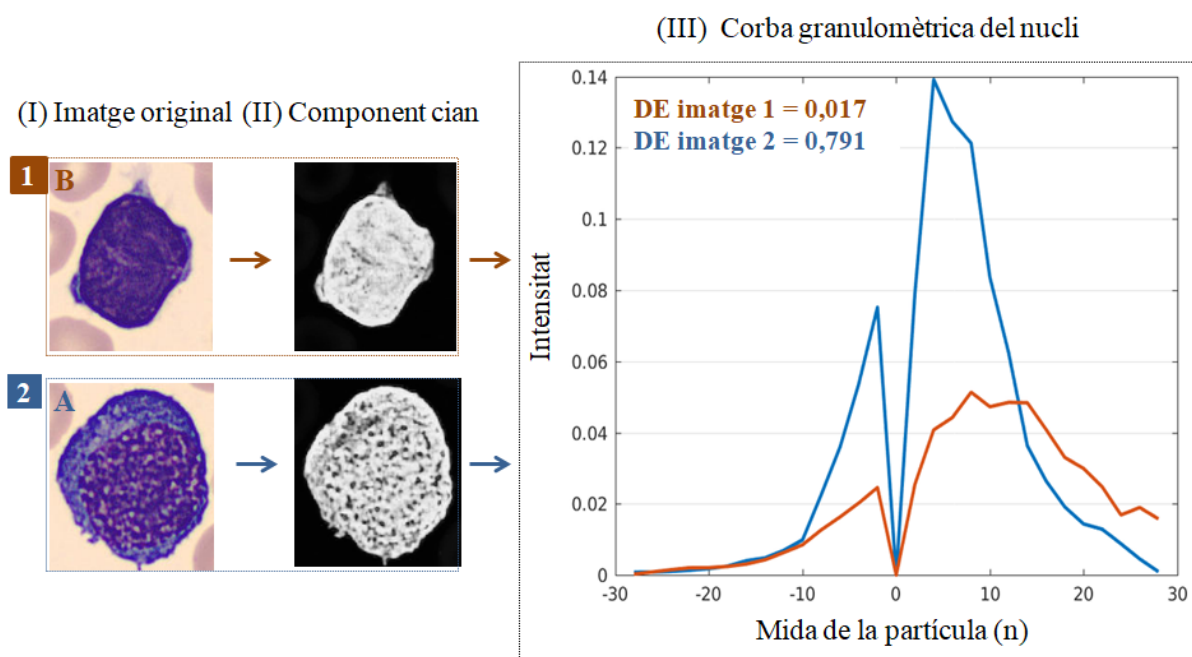 (III) Corba granulomètrica del nucli
(I) Imatge original (II) Component cian
1
B
2
A
DE imatge 1 = 0,017
DE imatge 2 = 0,791
Intensitat
0.14
0.12
0.1
0.08
0.06
0.04
0.02
0
-30 -20 -10 0 10 20 30
Mida de la partícula (n)